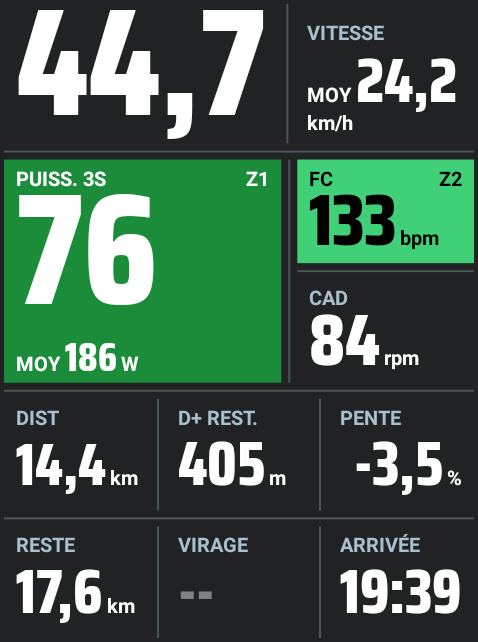 44,7
VITESSE
MOY 24,2
km/h
PUISS. 3S Z1
76
MOY 186 W
FC Z2
133 bpm
CAD
84 rpm
DIST D+ REST. PENTE
14,4 km 405 m -3,5 %
RESTE VIRAGE ARRIVÉE
17,6 km -- 19:39